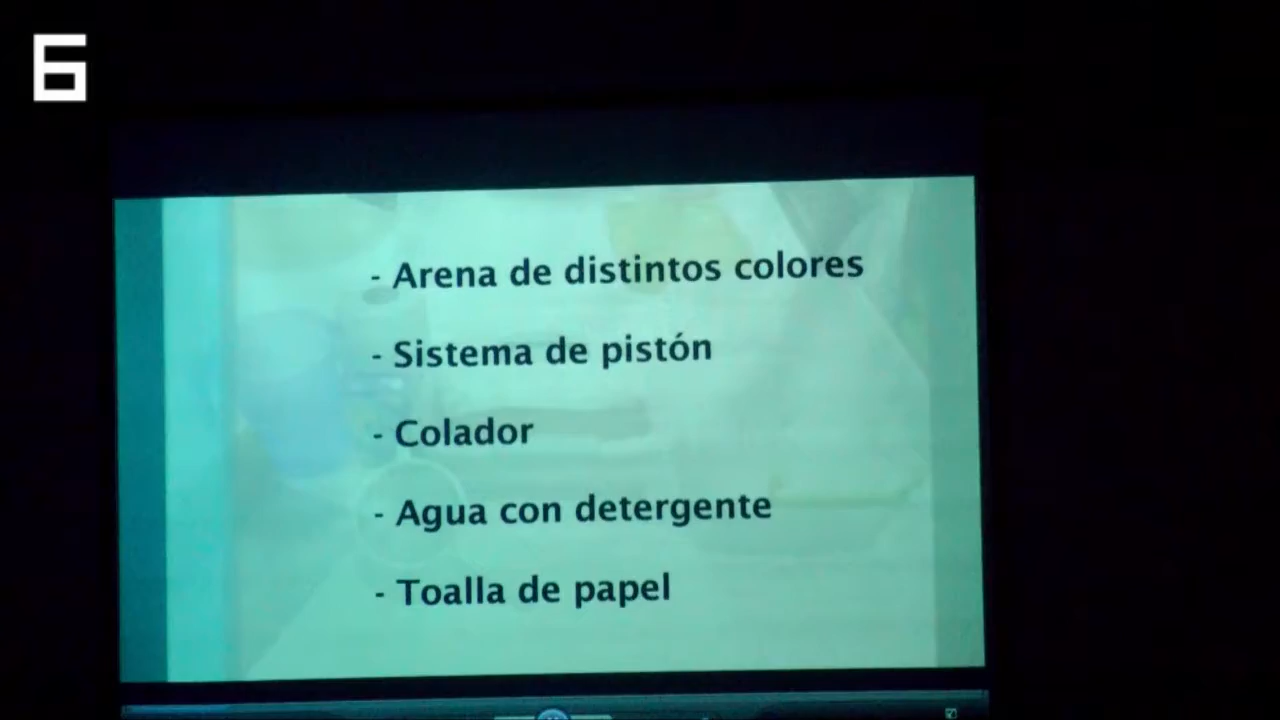 6
- Arena de distintos colores
- Sistema de pistón
- Colador
- Agua con detergente
- Toalla de papel